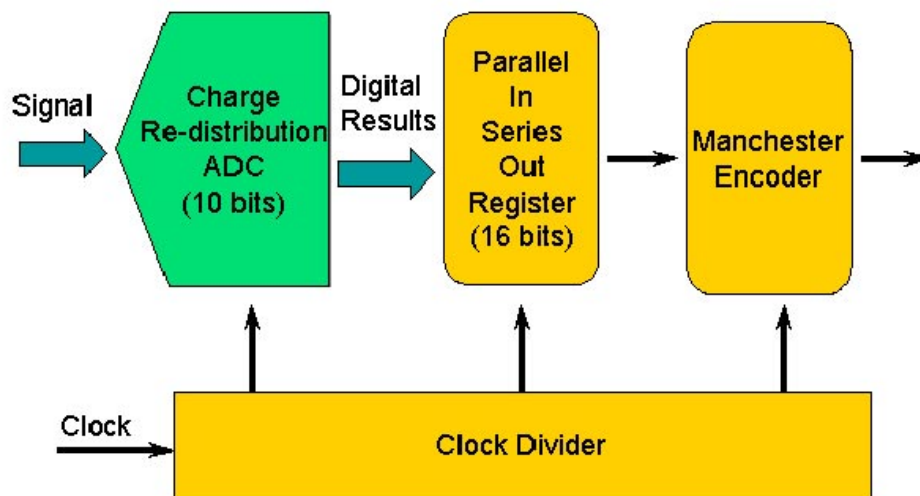 Signal
Charge
Re-distribution
ADC
(10 bits)
Digital
Results
Parallel
In
Series
Out
Register
(16 bits)
Manchester
Encoder
Clock
Clock Divider